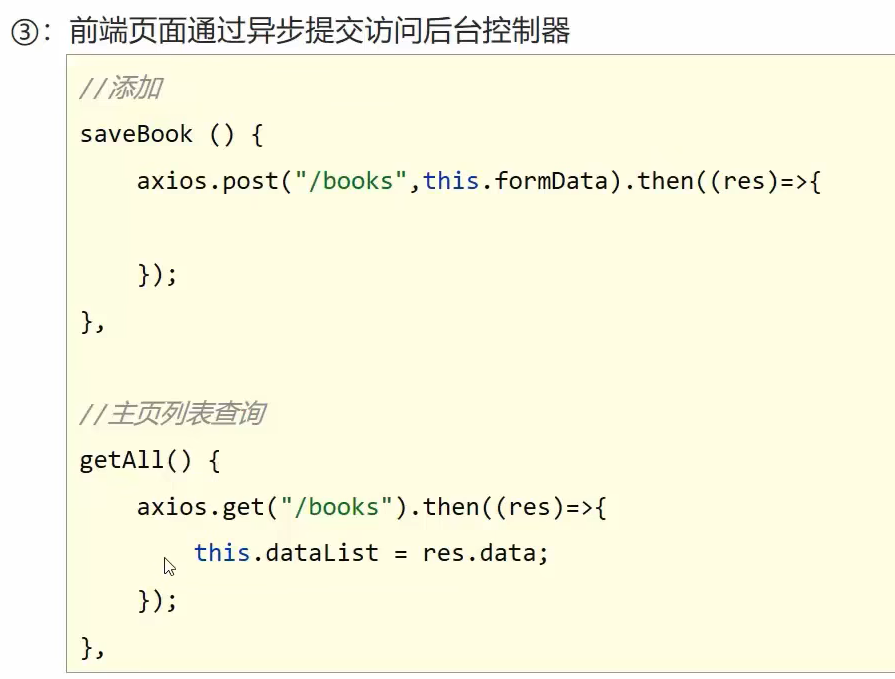 ③：前端页面通过异步提交访问后台控制器
//添加
saveBook () {
axios.post("/books",this.formData).then((res)=>{
});
},
//主页列表查询
getAll() {
axios.get("/books").then((res)=>{
this.dataList = res.data;
});
},